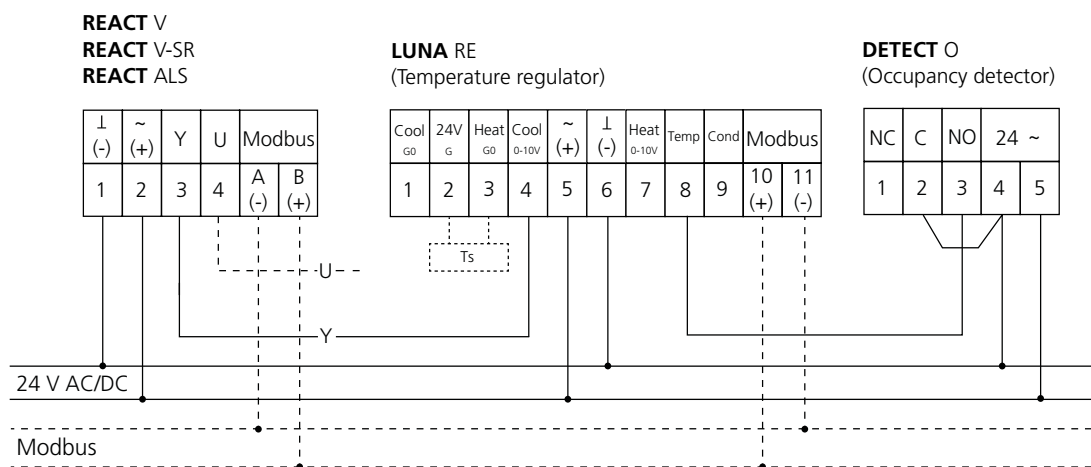 REACT V
REACT V-SR
REACT ALS
LUNA RE
(Temperature regulator)
DETECT O
(Occupancy detector)
⊥ ~ Y U Modbus
(-) (+)
1 2 3 4 A B
(-) (+)
Cool 24V Heat Cool ~ ⊥ Heat Temp Cond Modbus
G0 G G0 0-10V (+) (-) 0-10V
1 2 3 4 5 6 7 8 9 10 11
(+) (-)
NC C NO 24 ~
1 2 3 4 5
Ts
U
Y
24 V AC/DC
Modbus